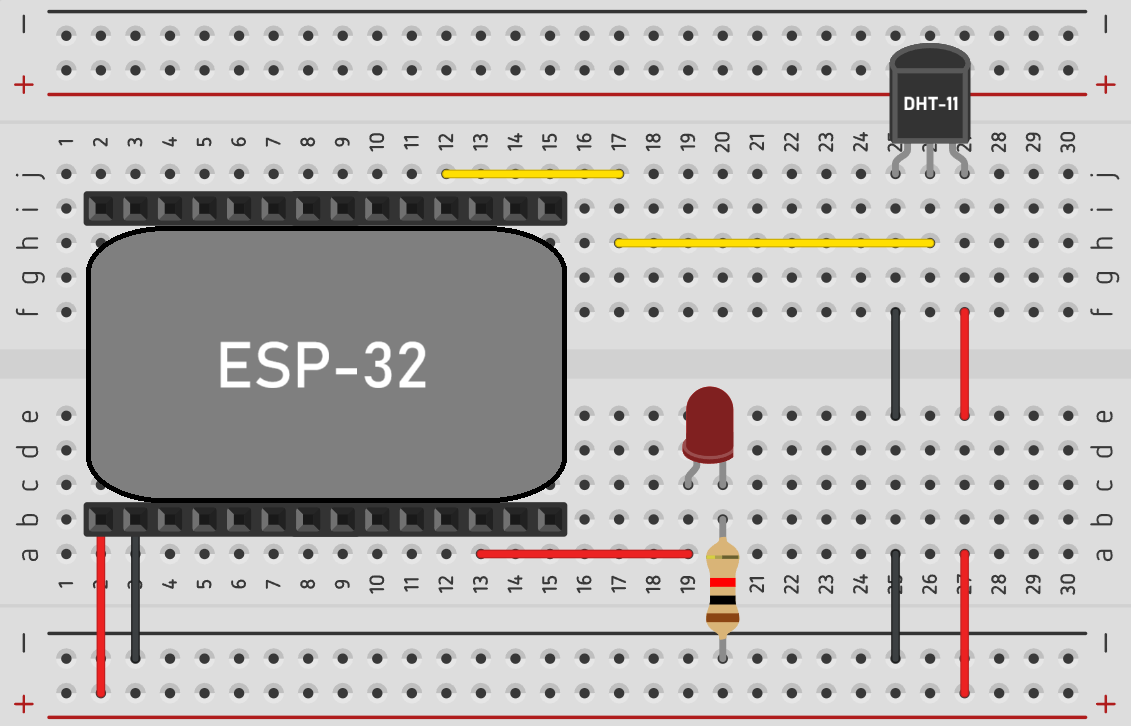 − −
+ +
DHT-11
1 2 3 4 5 6 7 8 9 10 11 12 13 14 15 16 17 18 19 20 21 22 23 24 25 26 27 28 29 30
j j
i i
h h
g g
f f
ESP-32
e e
d d
c c
b b
a a
1 2 3 4 5 6 7 8 9 10 11 12 13 14 15 16 17 18 19 20 21 22 23 24 25 26 27 28 29 30
− −
+ +